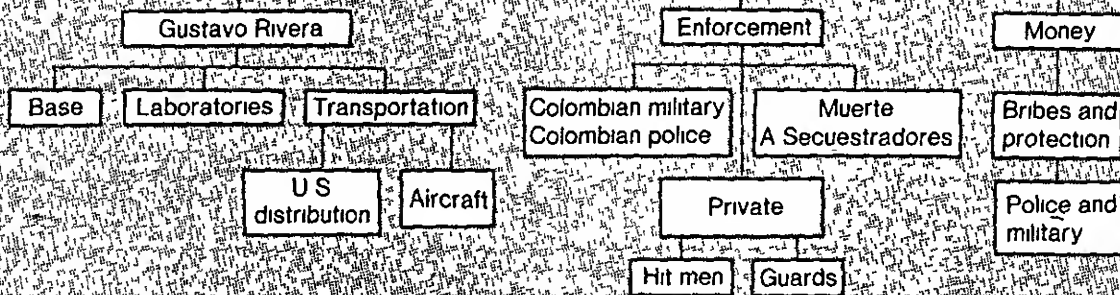 Gustavo Rivera
Enforcement
Money
Base
Laboratories
Transportation
Colombian military
Colombian police
Muerte
A Secuestradores
Bribes and
protection
U S
distribution
Aircraft
Private
Police and
military
Hit men
Guards